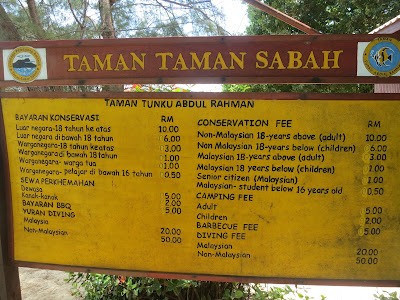 TAMAN TAMAN SABAH
TAMAN TUNKU ABDUL RAHMAN
BAYARAN KONSERVASI RM
Luar negara-18 tahun ke atas 10.00
Luar negara di bawah 18 tahun 6.00
Warganegara-18 tahun keatas 3.00
Warganegara di bawah 18 tahun 1.00
Warganegara- warga tua 1.00
Warganegara- pelajar di bawah 16 tahun 0.50
SEWA PERKHEMAHAN
Dewasa 5.00
Kanak-kanak 2.00
BAYARAN BBQ 5.00
YURAN DIVING
Malaysia 20.00
Non-Malaysian 50.00
CONSERVATION FEE RM
Non-Malaysian 18-years above (adult) 10.00
Non Malaysian 18-years below (children) 6.00
Malaysian 18-years above (adult) 3.00
Malaysian 18 years below (children) 1.00
Senior citizen (Malaysian) 1.00
Malaysian- student below 16 years old 0.50
CAMPING FEE
Adult 5.00
Children 2.00
BARBECUE FEE 5.00
DIVING FEE
Malaysian 20.00
Non-Malaysian 50.00